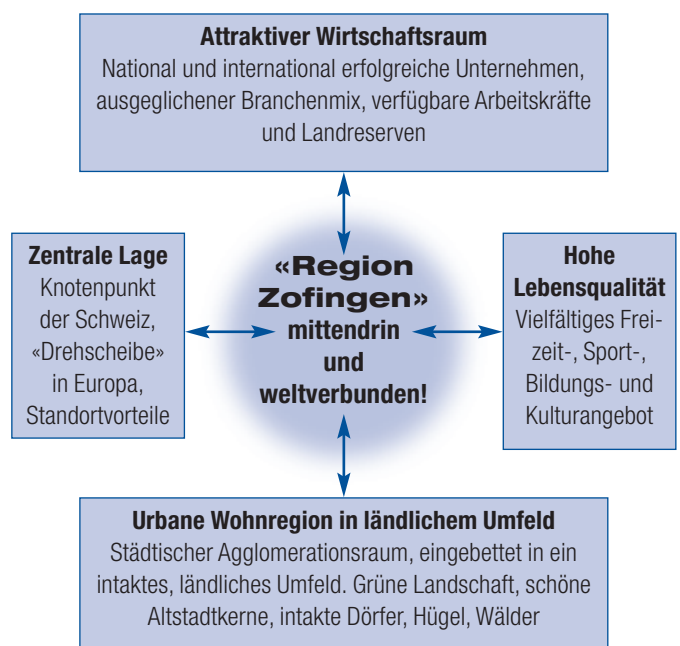 Attraktiver Wirtschaftsraum
National und international erfolgreiche Unternehmen,
ausgeglichener Branchenmix, verfügbare Arbeitskräfte
und Landreserven
Zentrale Lage
Knotenpunkt
der Schweiz,
«Drehscheibe»
in Europa,
Standortvorteile
«Region
Zofingen»
mittendrin
und
weltverbunden!
Hohe
Lebensqualität
Vielfältiges Frei-
zeit-, Sport-,
Bildungs- und
Kulturangebot
Urbane Wohnregion in ländlichem Umfeld
Städtischer Agglomerationsraum, eingebettet in ein
intaktes, ländliches Umfeld. Grüne Landschaft, schöne
Altstadtkerne, intakte Dörfer, Hügel, Wälder